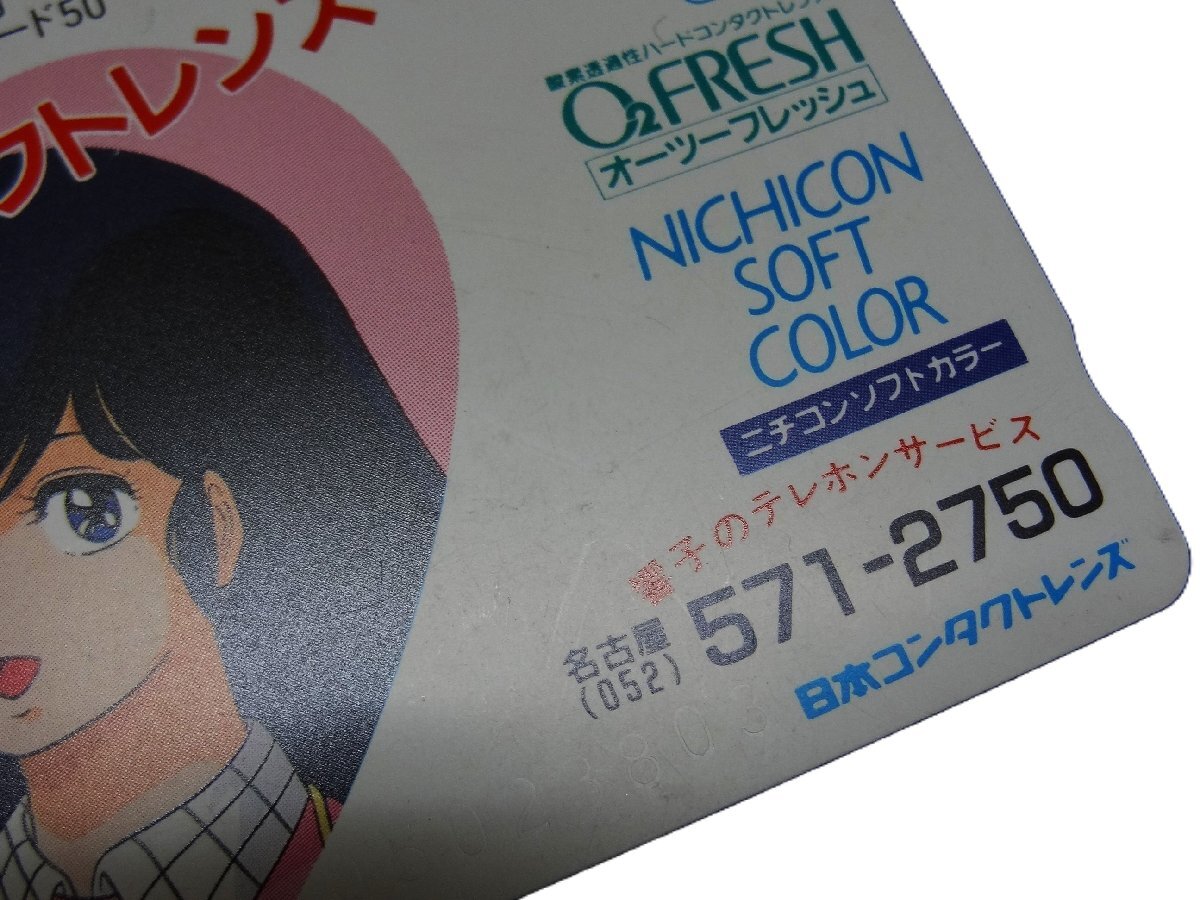 ード50
クトレンズ
酸素透過性ハードコンタクトレンズ
O2FRESH
オーツーフレッシュ
NICHICON
SOFT
COLOR
ニチコンソフトカラー
響子のテレホンサービス
名古屋
(052)
571-2750
日本コンタクトレンズ